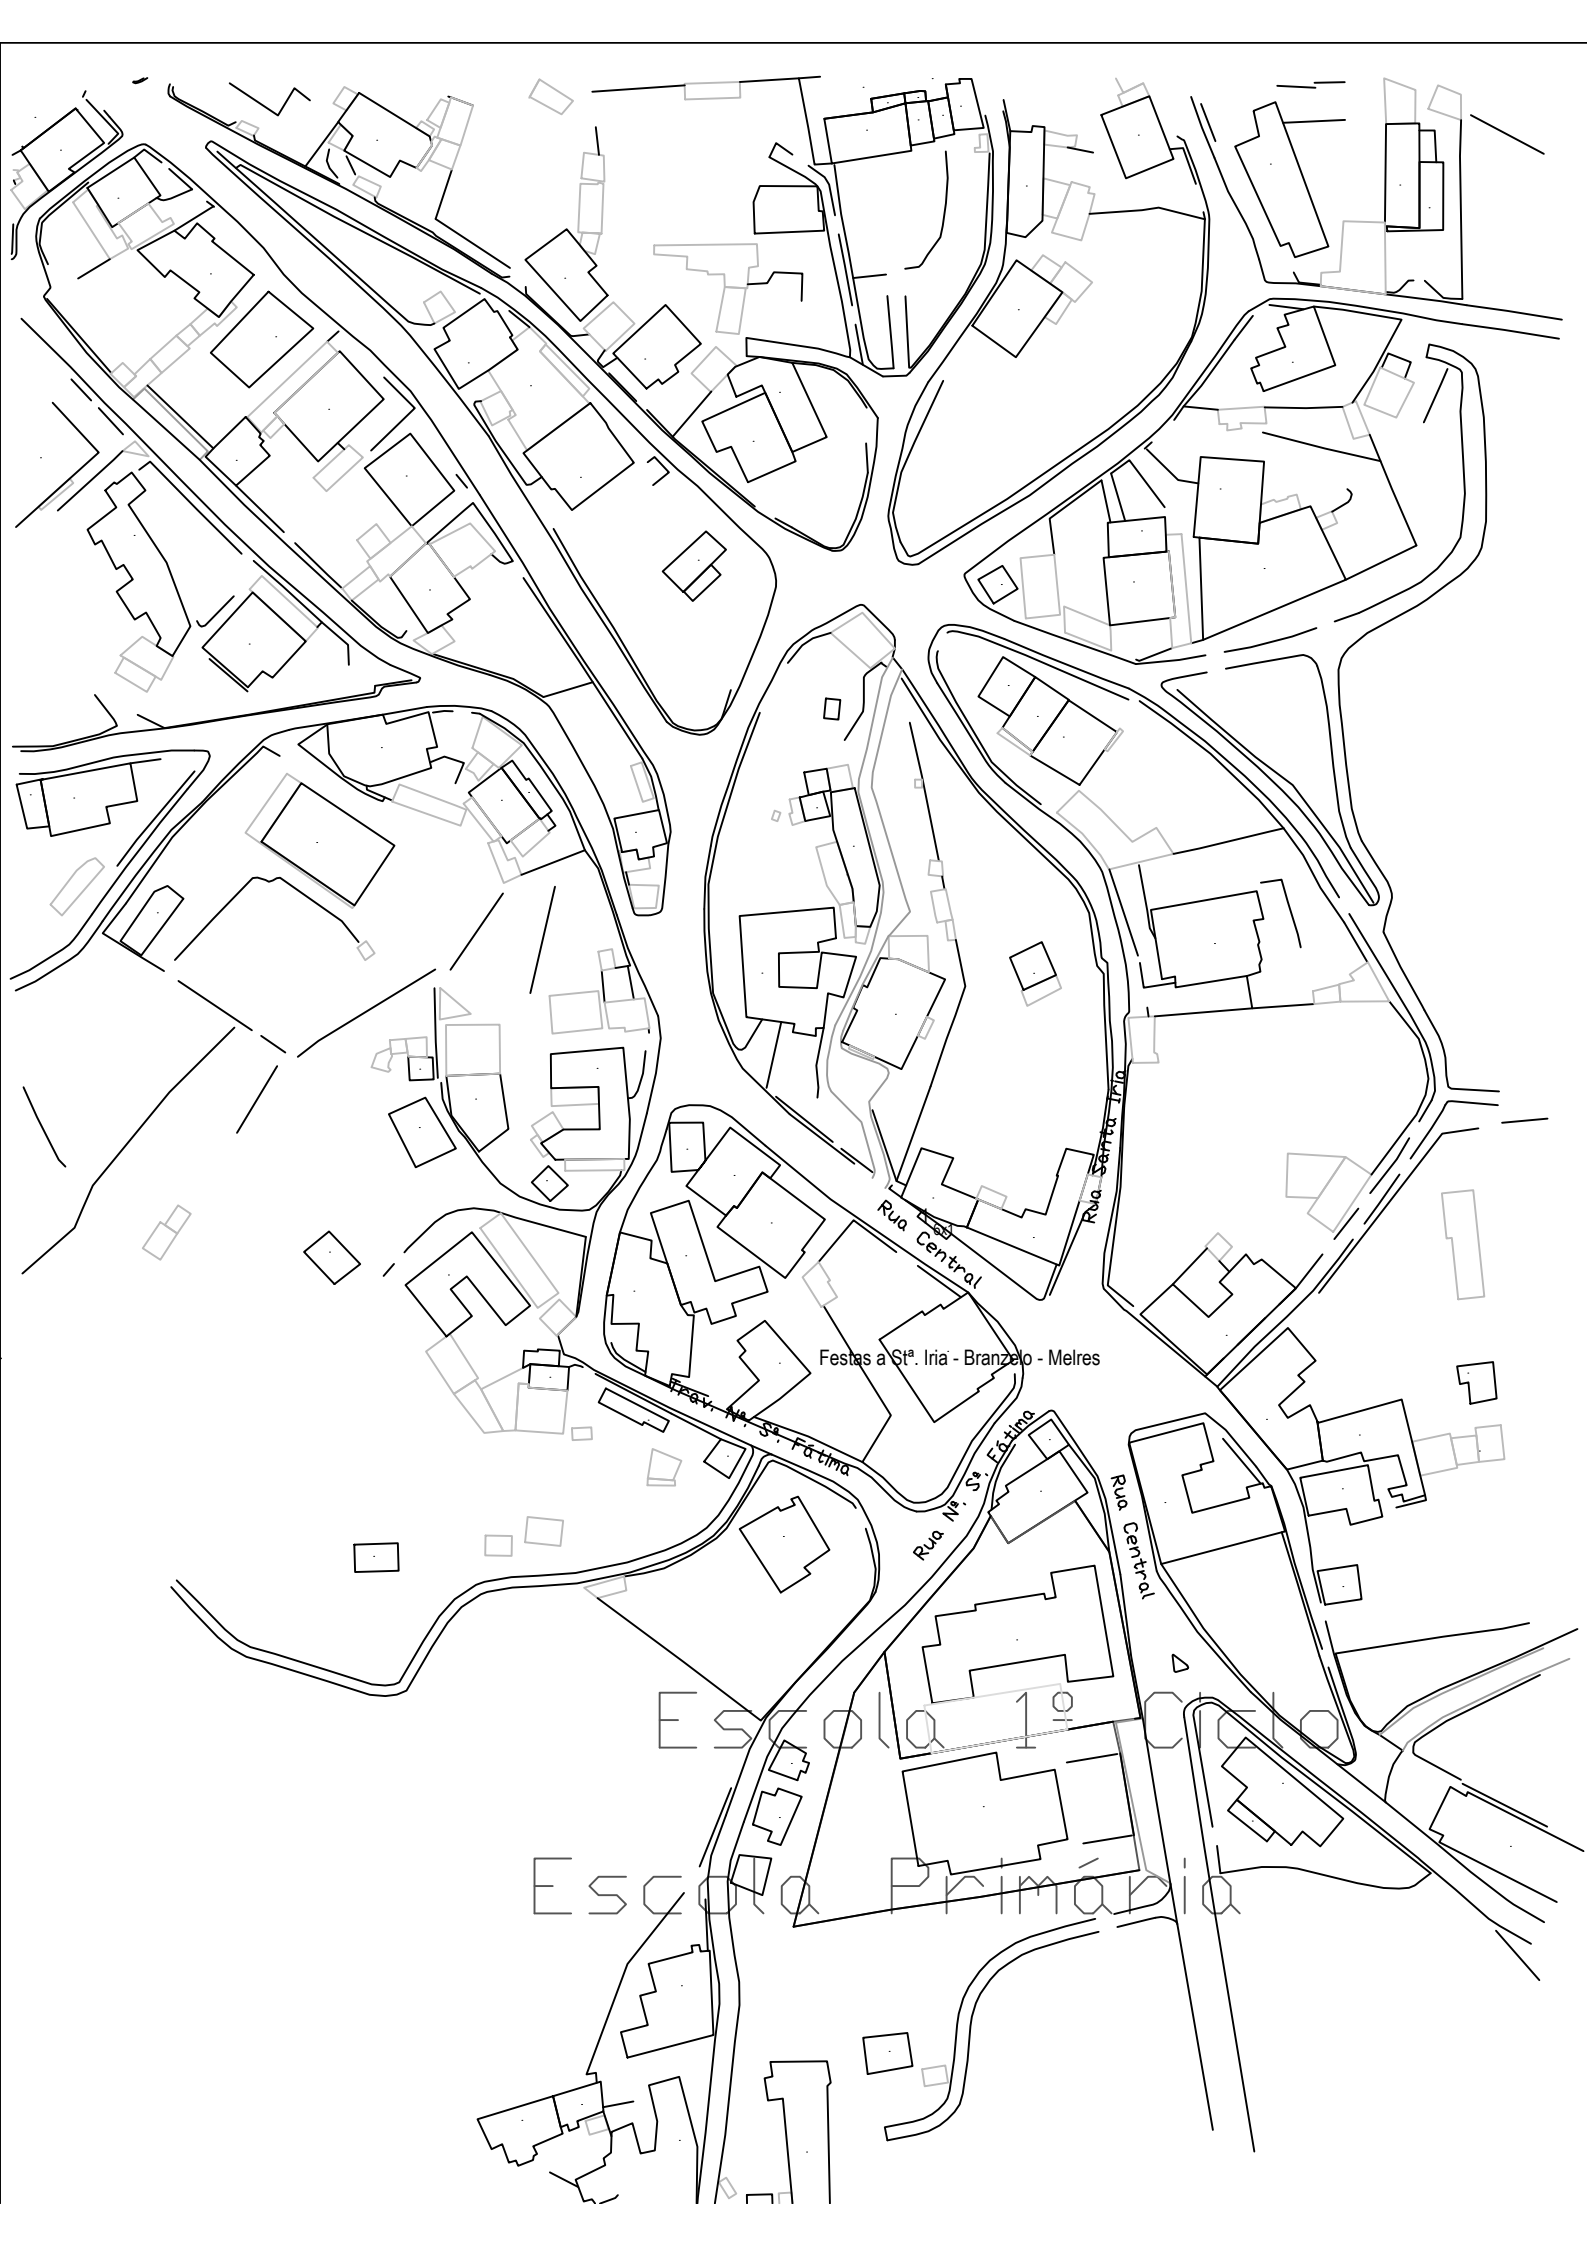 Rua Santa Iria
Rua Central
Festas a Stª. Iria - Branzelo - Melres
Trav. Nª. Sª. Fátima
Rua Nª. Sª. Fátima
Rua Central
Escola 1º Ciclo
Escola Primária